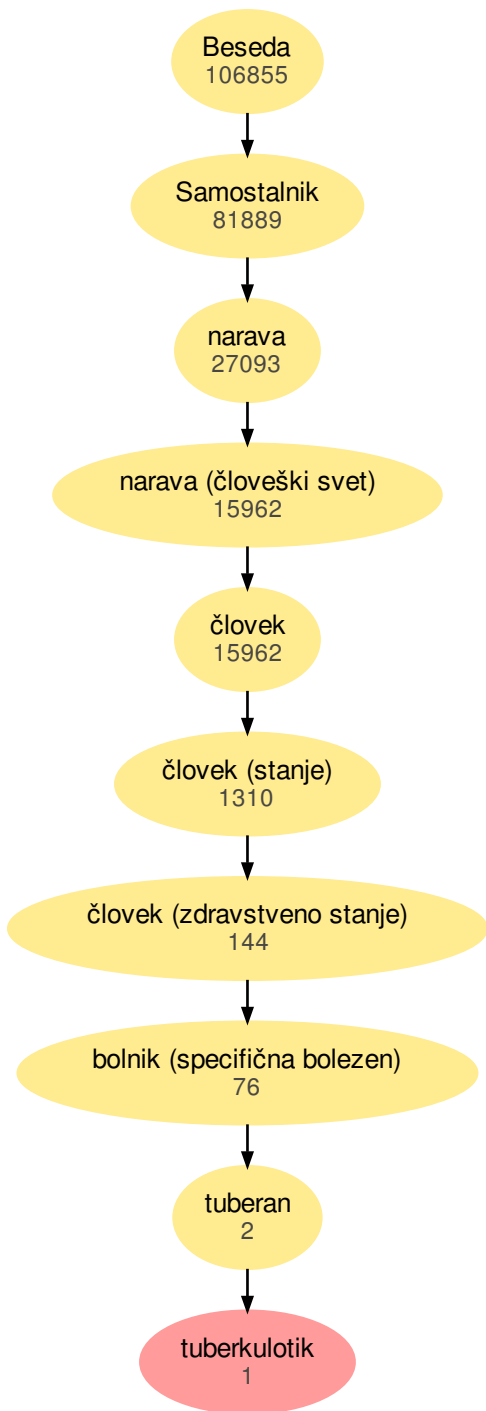 Beseda
106855
Samostalnik
81889
narava
27093
narava (človeški svet)
15962
človek
15962
človek (stanje)
1310
človek (zdravstveno stanje)
144
bolnik (specifična bolezen)
76
tuberan
2
tuberkulotik
1